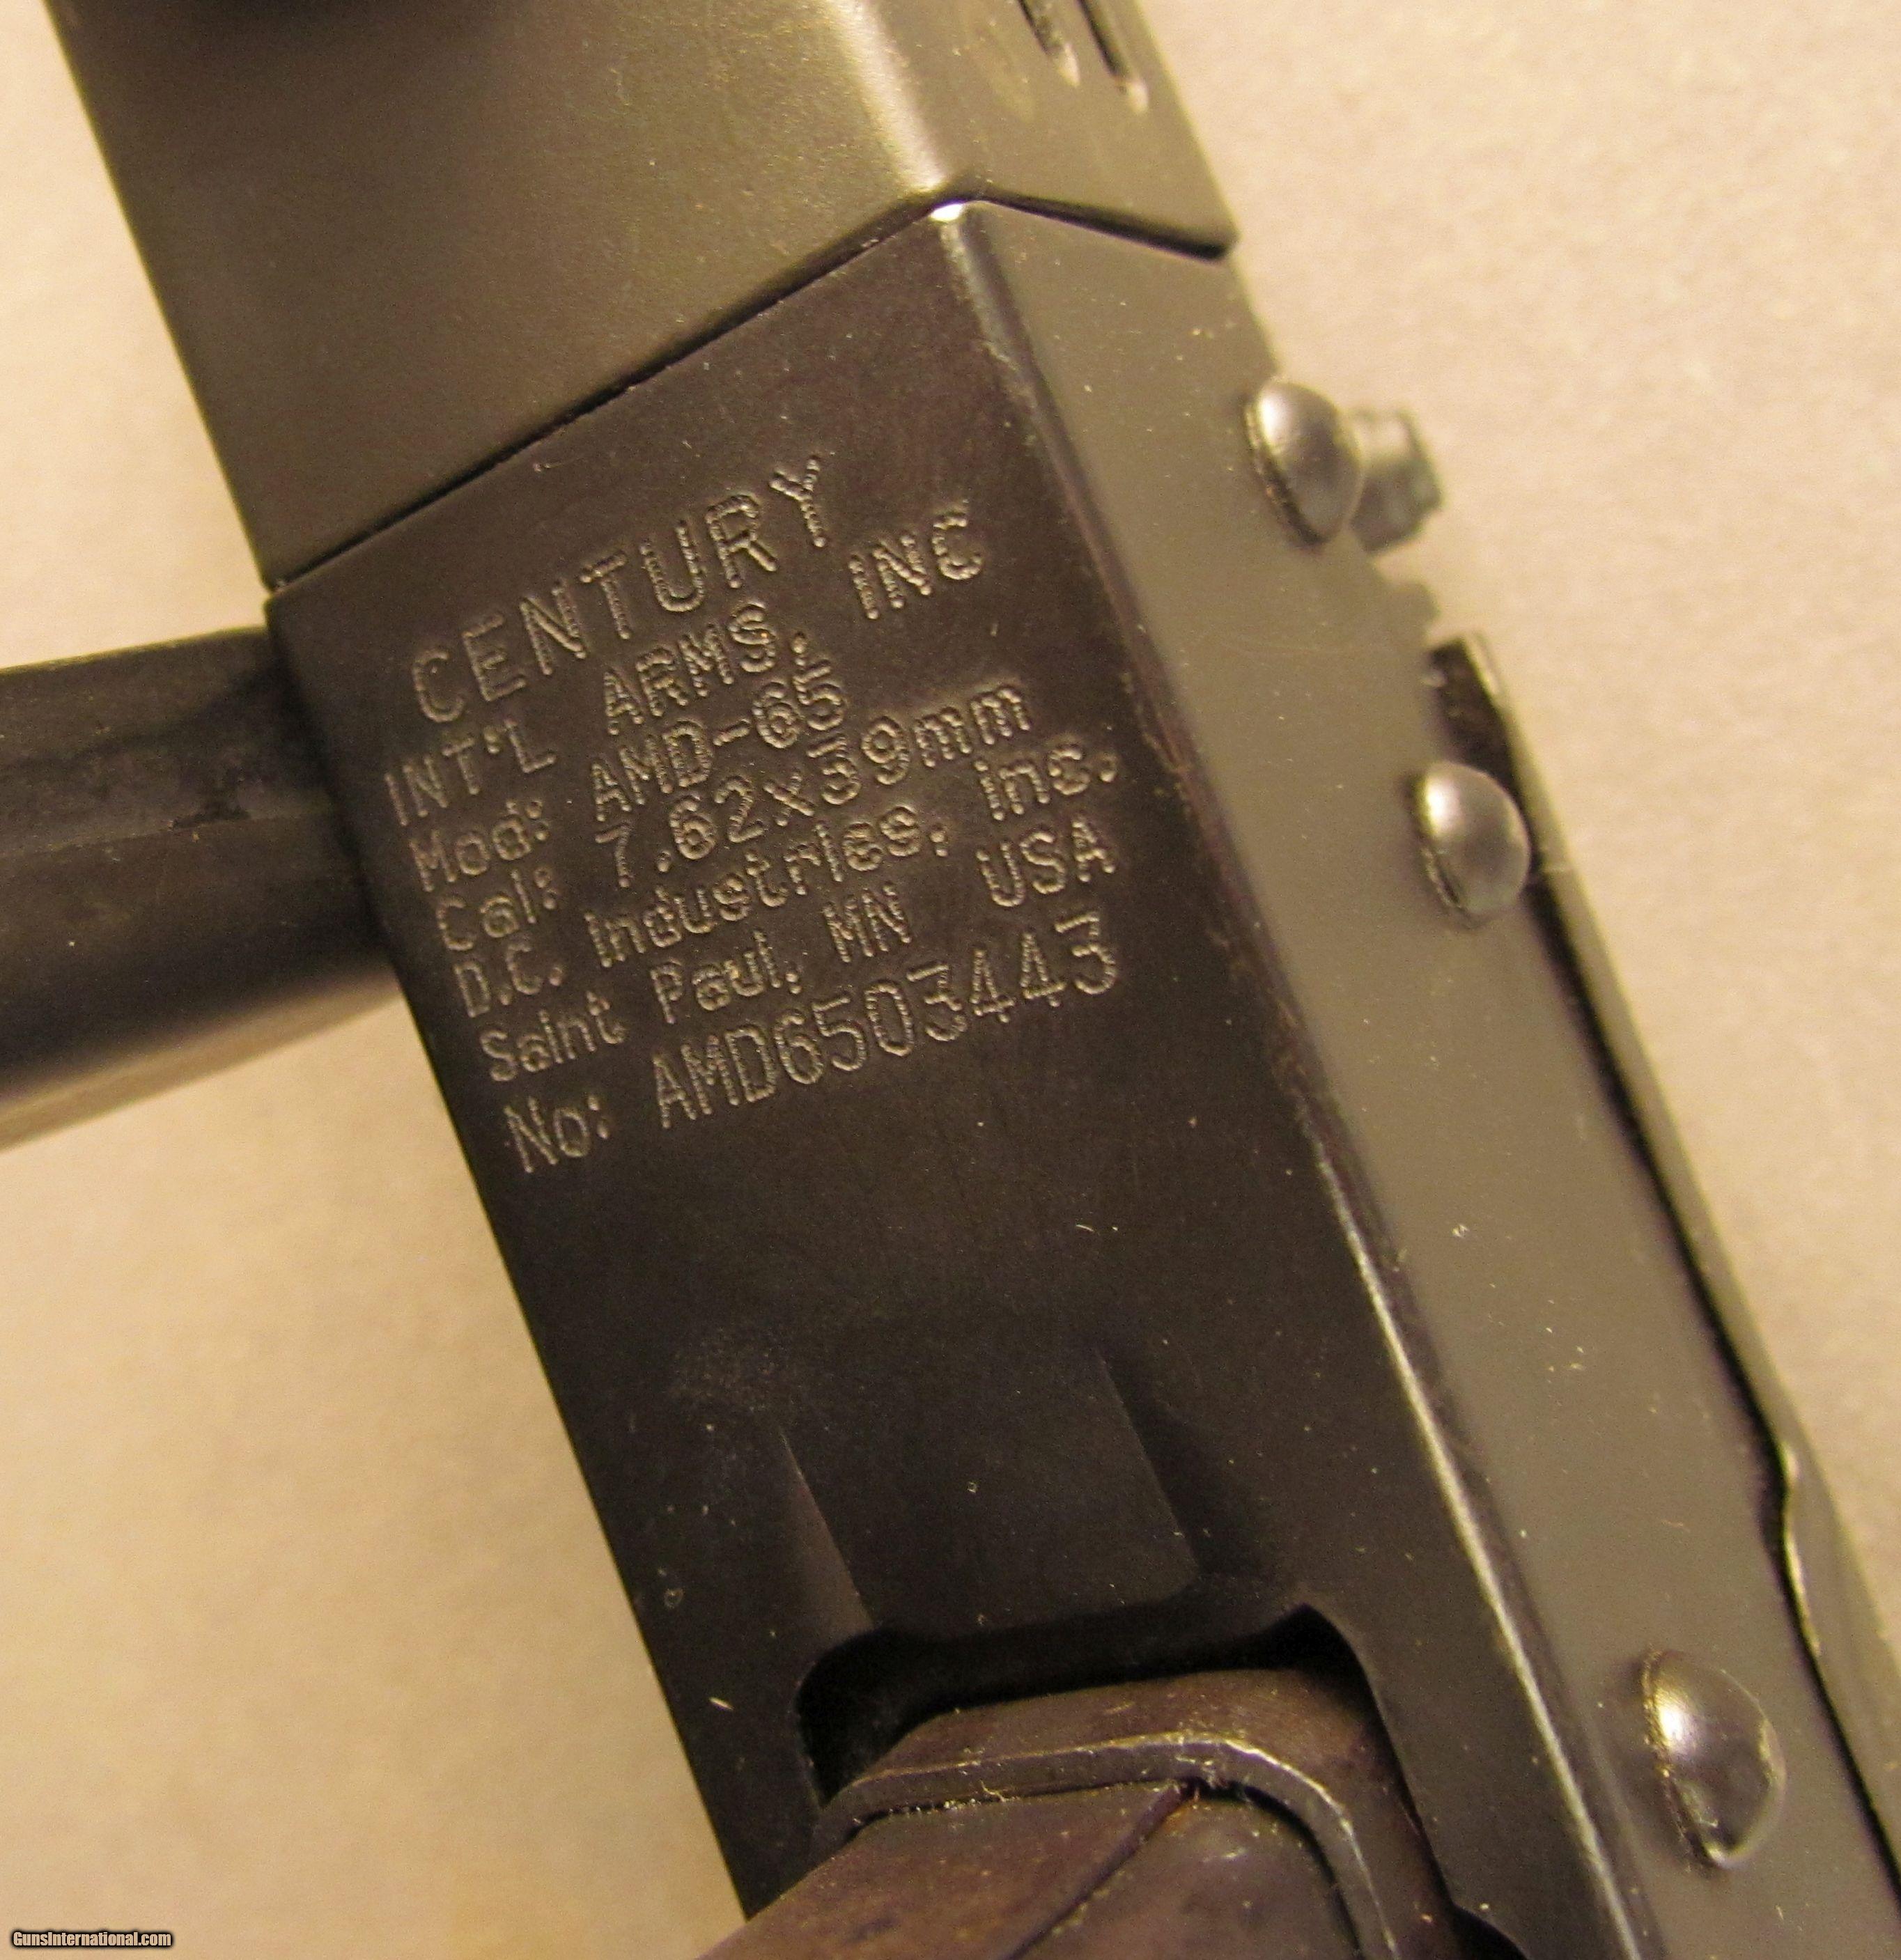 CENTURY
INT'L ARMS, INC
Mod: AMD-65
Cal: 7.62x39mm
D.C. Industries, Inc.
Saint Paul, MN USA
No: AMD6503443
GunsInternational.com